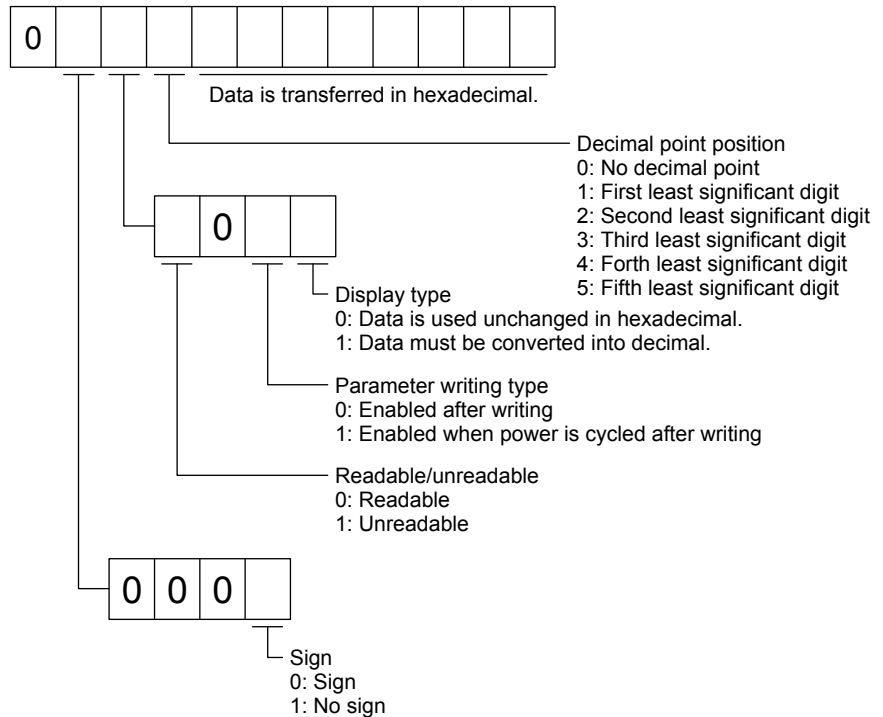 0
Data is transferred in hexadecimal.
Decimal point position
0: No decimal point
1: First least significant digit
2: Second least significant digit
3: Third least significant digit
4: Forth least significant digit
5: Fifth least significant digit
0
Display type
0: Data is used unchanged in hexadecimal.
1: Data must be converted into decimal.
Parameter writing type
0: Enabled after writing
1: Enabled when power is cycled after writing
Readable/unreadable
0: Readable
1: Unreadable
0 0 0
Sign
0: Sign
1: No sign